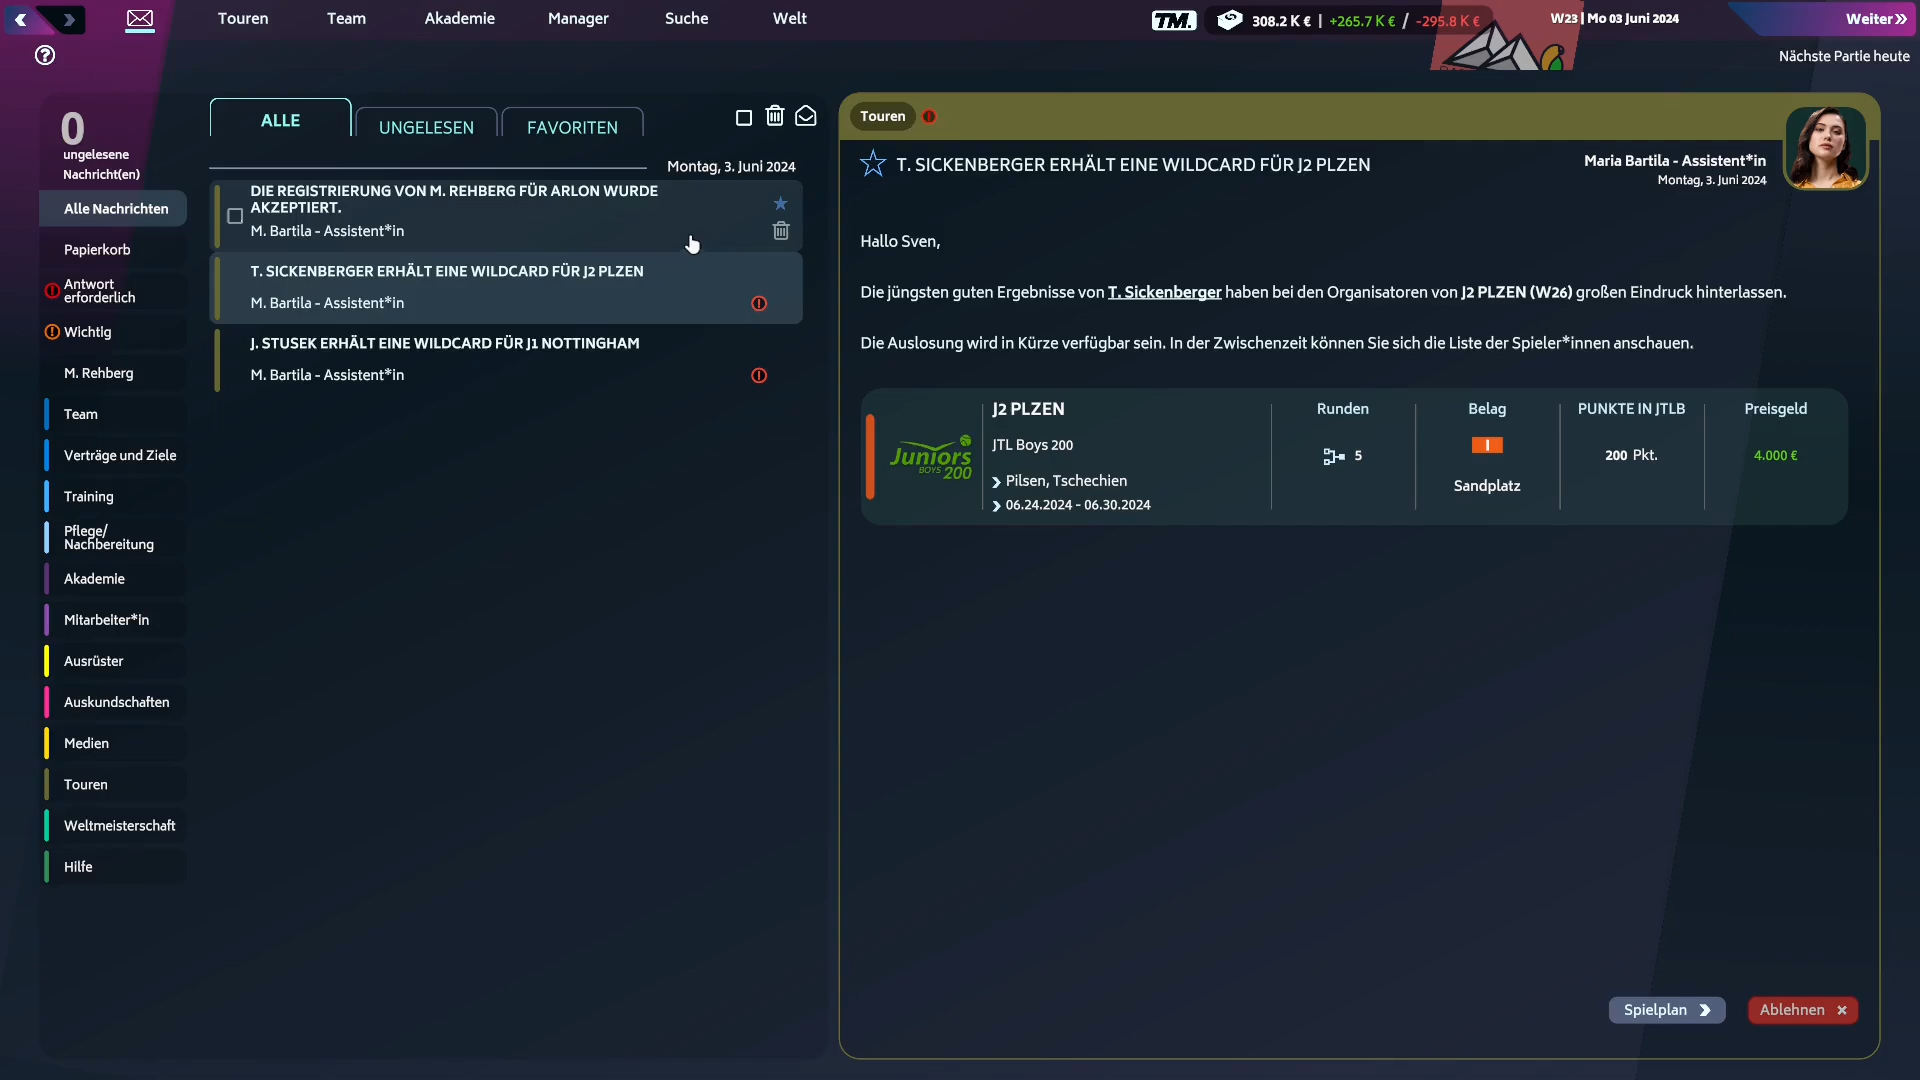 Touren
Team
Akademie
Manager
Suche
Welt
TM.
308.2 K € | +265.7 K € / -295.8 K €
W23 | Mo 03 Juni 2024
Weiter
Nächste Partie heute
0
ungelesene
Nachricht(en)
Alle Nachrichten
Papierkorb
Antwort
erforderlich
Wichtig
M. Rehberg
Team
Verträge und Ziele
Training
Pflege/
Nachbereitung
Akademie
Mitarbeiter*in
Ausrüster
Auskundschaften
Medien
Touren
Weltmeisterschaft
Hilfe
ALLE
UNGELESEN
FAVORITEN
Montag, 3. Juni 2024
DIE REGISTRIERUNG VON M. REHBERG FÜR ARLON WURDE
AKZEPTIERT.
M. Bartila - Assistent*in
T. SICKENBERGER ERHÄLT EINE WILDCARD FÜR J2 PLZEN
M. Bartila - Assistent*in
J. STUSEK ERHÄLT EINE WILDCARD FÜR J1 NOTTINGHAM
M. Bartila - Assistent*in
Touren
T. SICKENBERGER ERHÄLT EINE WILDCARD FÜR J2 PLZEN
Maria Bartila - Assistent*in
Montag, 3. Juni 2024
Hallo Sven,
Die jüngsten guten Ergebnisse von T. Sickenberger haben bei den Organisatoren von J2 PLZEN (W26) großen Eindruck hinterlassen.
Die Auslosung wird in Kürze verfügbar sein. In der Zwischenzeit können Sie sich die Liste der Spieler*innen anschauen.
Juniors
BOYS 200
J2 PLZEN
JTL Boys 200
Pilsen, Tschechien
06.24.2024 - 06.30.2024
Runden
5
Belag
Sandplatz
PUNKTE IN JTLB
200 Pkt.
Preisgeld
4.000 €
Spielplan
Ablehnen